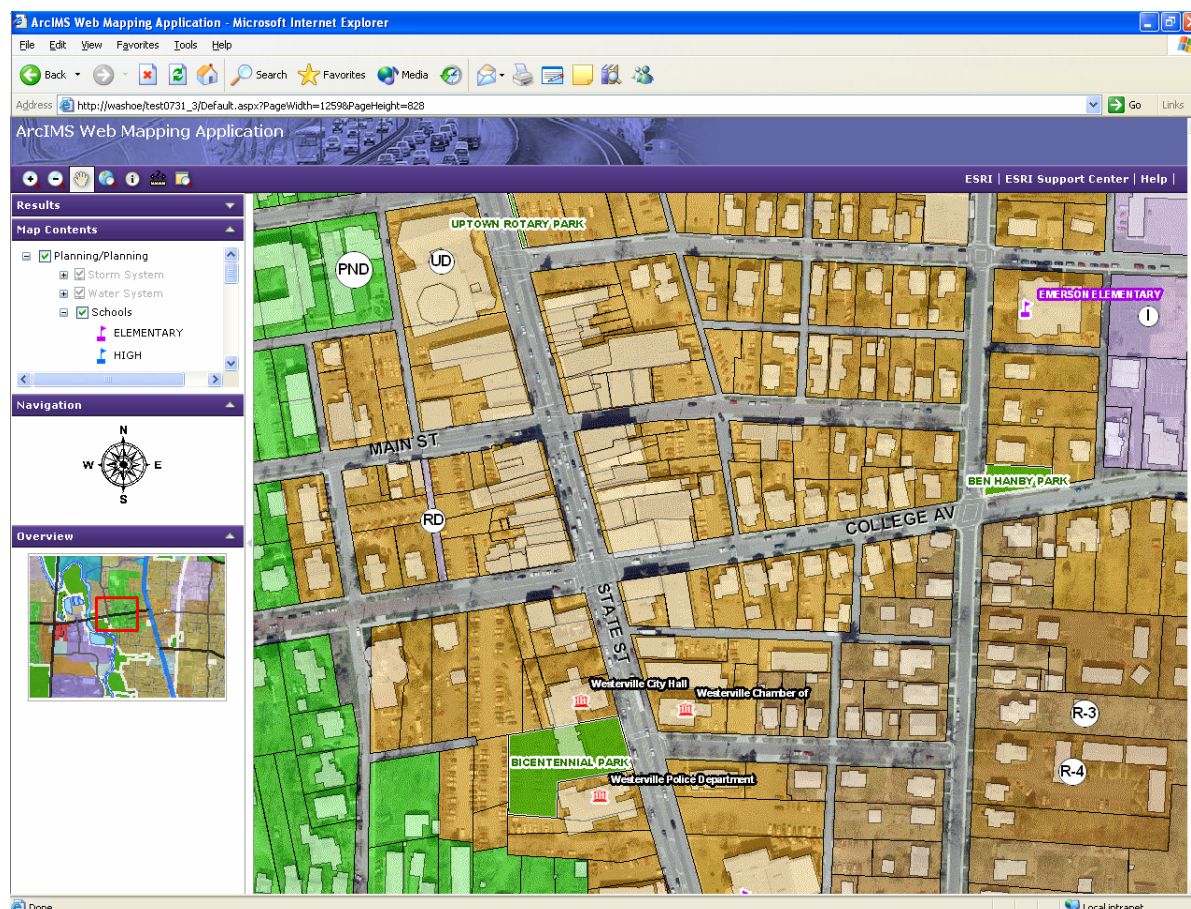 ArcIMS Web Mapping Application - Microsoft Internet Explorer
File Edit View Favorites Tools Help
Back Search Favorites Media
Address http://washoe/test0731_3/Default.aspx?PageWidth=1259&PageHeight=828 Go Links
ArcIMS Web Mapping Application
ESRI | ESRI Support Center | Help |
Results
Map Contents
Planning/Planning
Storm System
Water System
Schools
ELEMENTARY
HIGH
Navigation
N
W E
S
Overview
UPTOWN ROTARY PARK
PND
UD
EMERSON ELEMENTARY
I
MAIN ST
BEN HANBY PARK
RD
COLLEGE AV
STATE ST
Westerville City Hall
Westerville Chamber of
R-3
BICENTENNIAL PARK
R-4
Westerville Police Department
Done
Local intranet